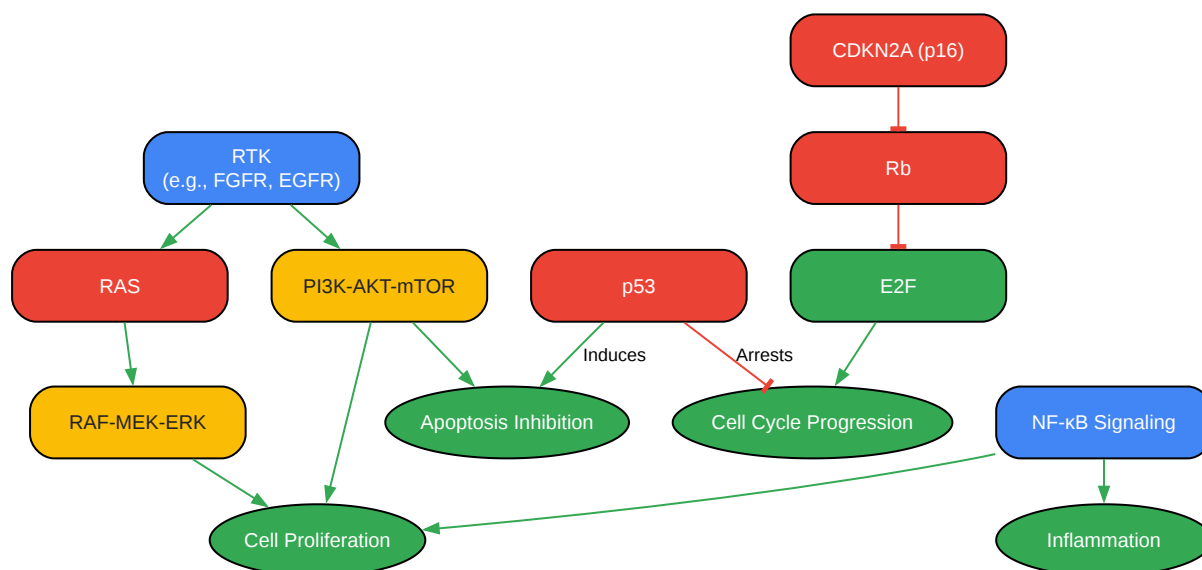 CDKN2A (p16)
RTK
(e.g., FGFR, EGFR)
Rb
RAS
PI3K-AKT-mTOR
p53
E2F
Induces
Arrests
RAF-MEK-ERK
Apoptosis Inhibition
Cell Cycle Progression
NF-κB Signaling
Cell Proliferation
Inflammation